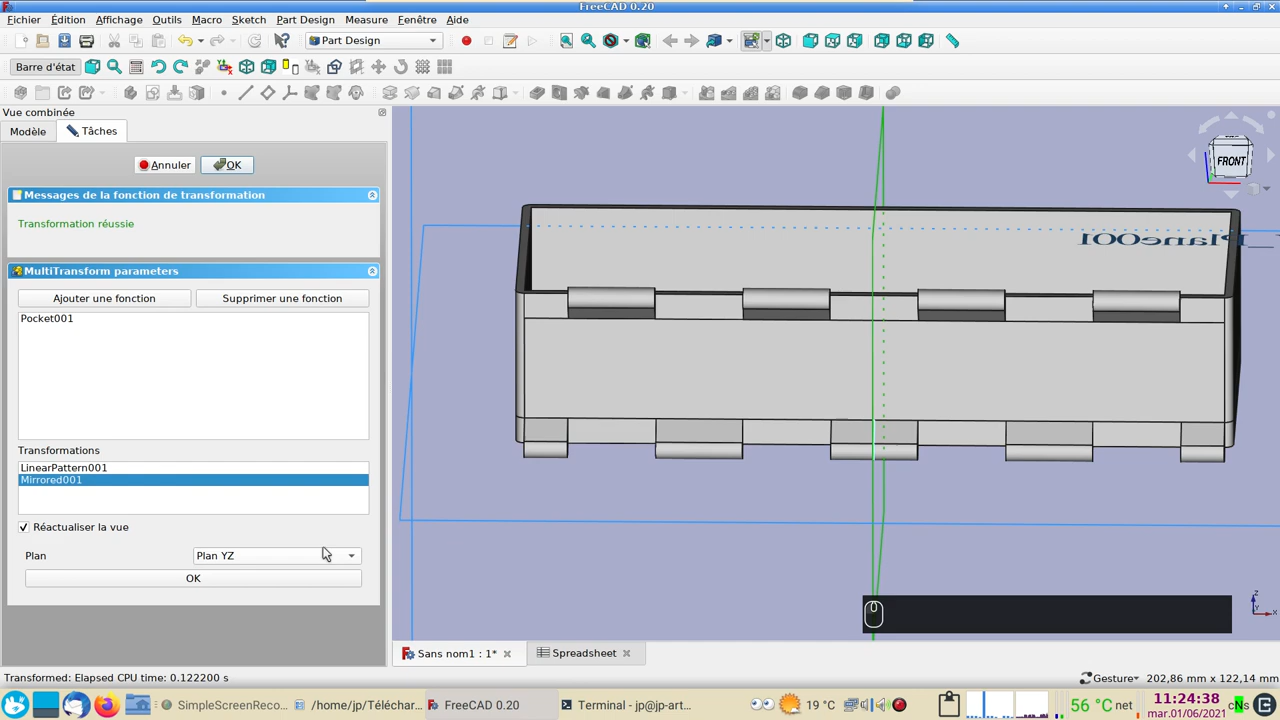 FreeCAD 0.20
Fichier Édition Affichage Outils Macro Sketch Part Design Measure Fenêtre Aide
Part Design
Barre d'état
Vue combinée
Modèle Tâches
Annuler OK
Messages de la fonction de transformation
Transformation réussie
MultiTransform parameters
Ajouter une fonction Supprimer une fonction
Pocket001
Transformations
LinearPattern001
Mirrored001
Réactualiser la vue
Plan Plan YZ
OK
FRONT
_Plane001
Z
X
Sans nom1 : 1* Spreadsheet
Transformed: Elapsed CPU time: 0.122200 s Gesture 202,86 mm x 122,14 mm
SimpleScreenReco... /home/jp/Téléchar... FreeCAD 0.20 Terminal - jp@jp-art... 19 °C 56 °C net 11:24:38
mar.01/06/2021